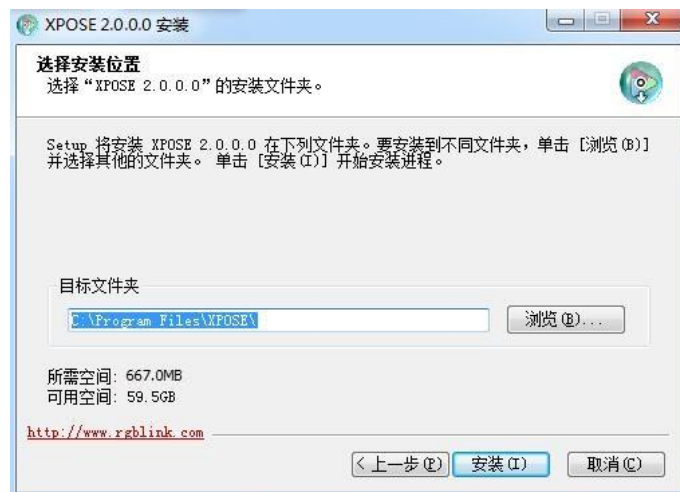 XPOSE 2.0.0.0 安装
选择安装位置
选择“XPOSE 2.0.0.0”的安装文件夹。
Setup 将安装 XPOSE 2.0.0.0 在下列文件夹。要安装到不同文件夹，单击 [浏览(B)]
并选择其他的文件夹。 单击 [安装(I)] 开始安装进程。
目标文件夹
C:\Program Files\XPOSE\
浏览(B)...
所需空间: 667.0MB
可用空间: 59.5GB
http://www.rgblink.com
< 上一步(P) 安装(I) 取消(C)